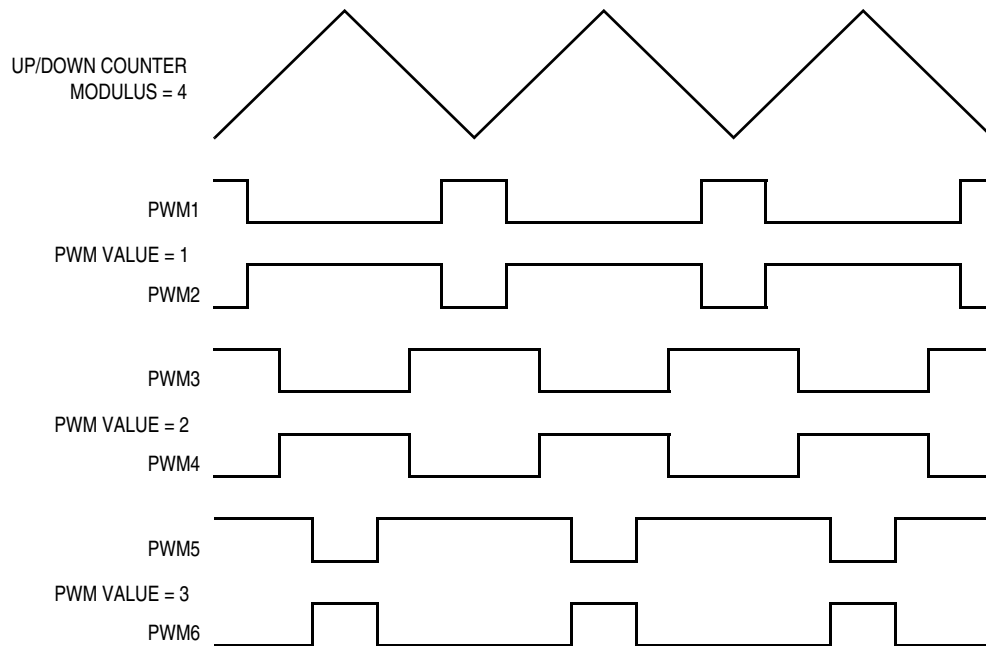 UP/DOWN COUNTER
MODULUS = 4
PWM1
PWM VALUE = 1
PWM2
PWM3
PWM VALUE = 2
PWM4
PWM5
PWM VALUE = 3
PWM6